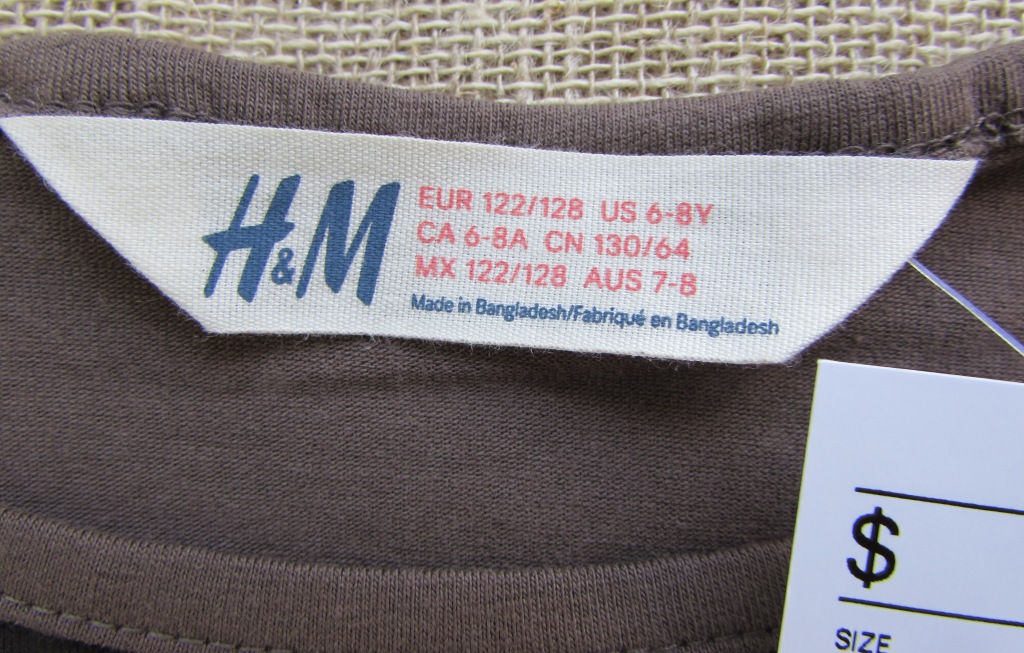 H&M
EUR 122/128 US 6-8Y
CA 6-8A CN 130/64
MX 122/128 AUS 7-8
Made in Bangladesh/Fabriqué en Bangladesh
$
SIZE